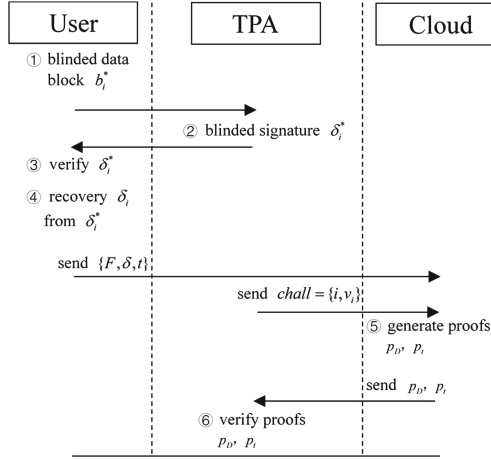 User TPA Cloud
① blinded data
block b_i^*
② blinded signature δ_i^*
③ verify δ_i^*
④ recovery δ_i
from δ_i^*
send {F,δ,t}
send chall={i,v_i}
⑤ generate proofs
p_D, p_t
send p_D, p_t
⑥ verify proofs
p_D, p_t